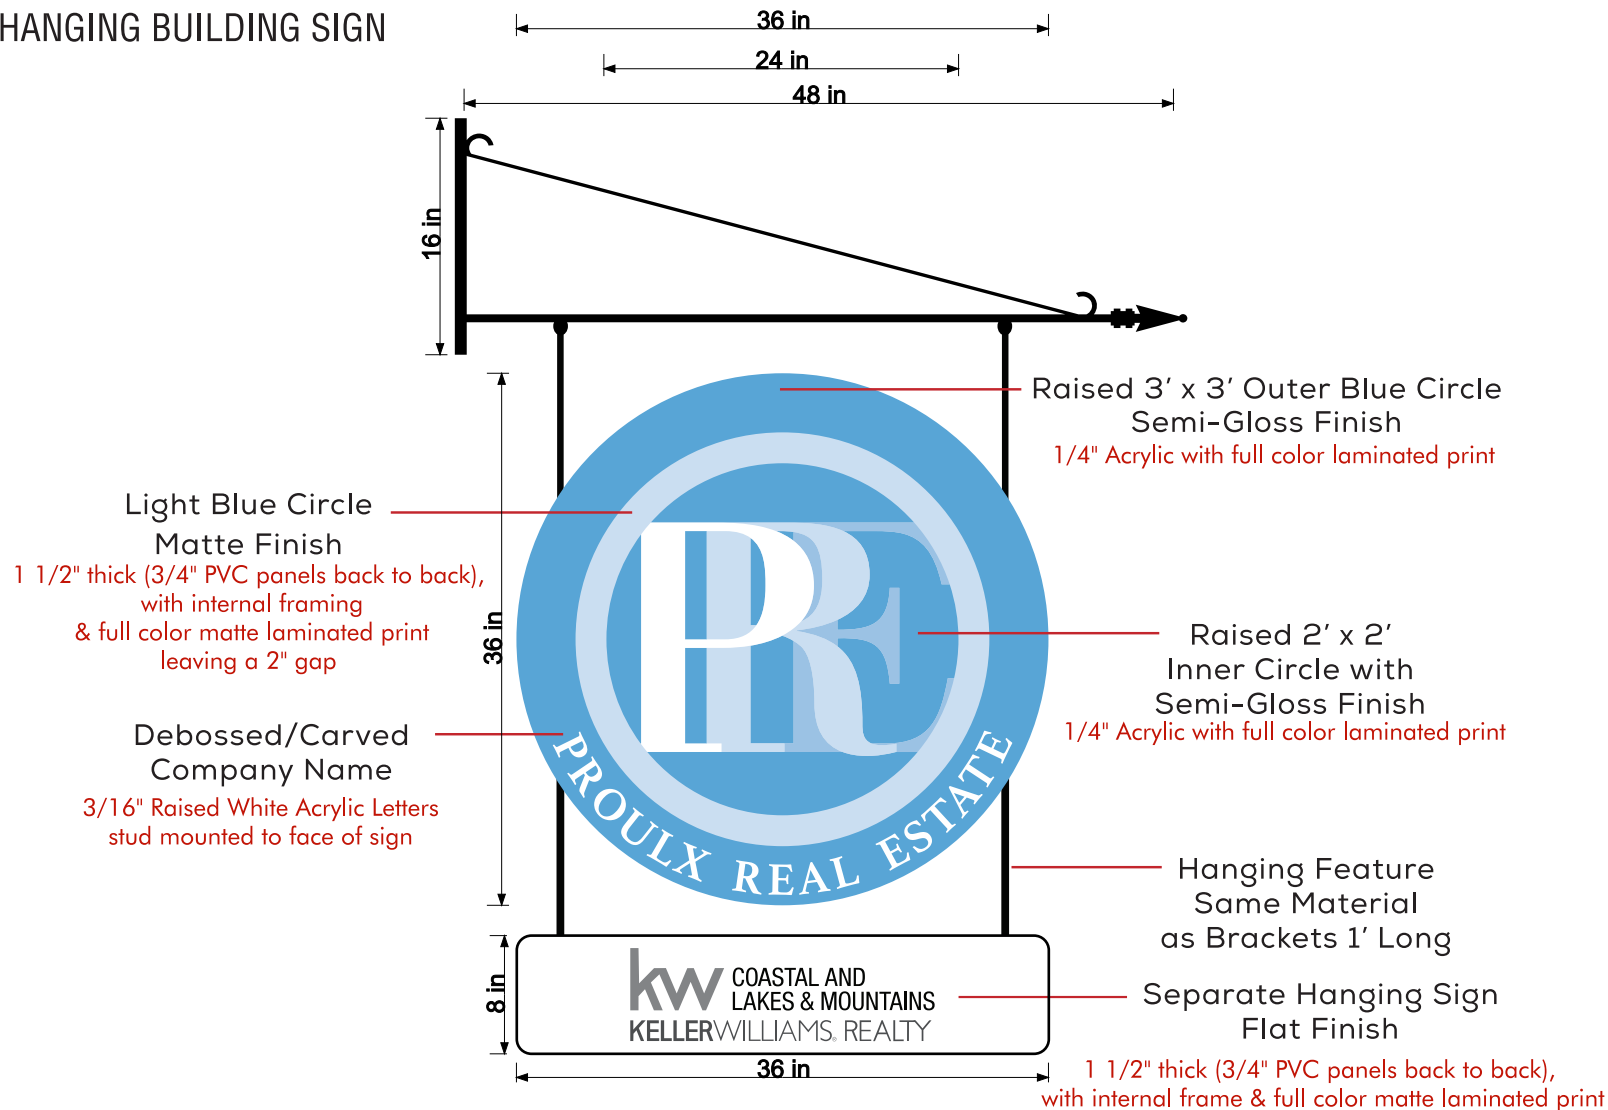 HANGING BUILDING SIGN
36 in
24 in
48 in
16 in
Raised 3' x 3' Outer Blue Circle
Semi-Gloss Finish
1/4" Acrylic with full color laminated print
Light Blue Circle
Matte Finish
1 1/2" thick (3/4" PVC panels back to back),
with internal framing
& full color matte laminated print
leaving a 2" gap
36 in
PRE
Raised 2' x 2'
Inner Circle with
Semi-Gloss Finish
1/4" Acrylic with full color laminated print
Debossed/Carved
Company Name
3/16" Raised White Acrylic Letters
stud mounted to face of sign
PROULX REAL ESTATE
Hanging Feature
Same Material
as Brackets 1' Long
8 in
kw COASTAL AND
LAKES & MOUNTAINS
KELLERWILLIAMS. REALTY
Separate Hanging Sign
Flat Finish
1 1/2" thick (3/4" PVC panels back to back),
with internal frame & full color matte laminated print
36 in